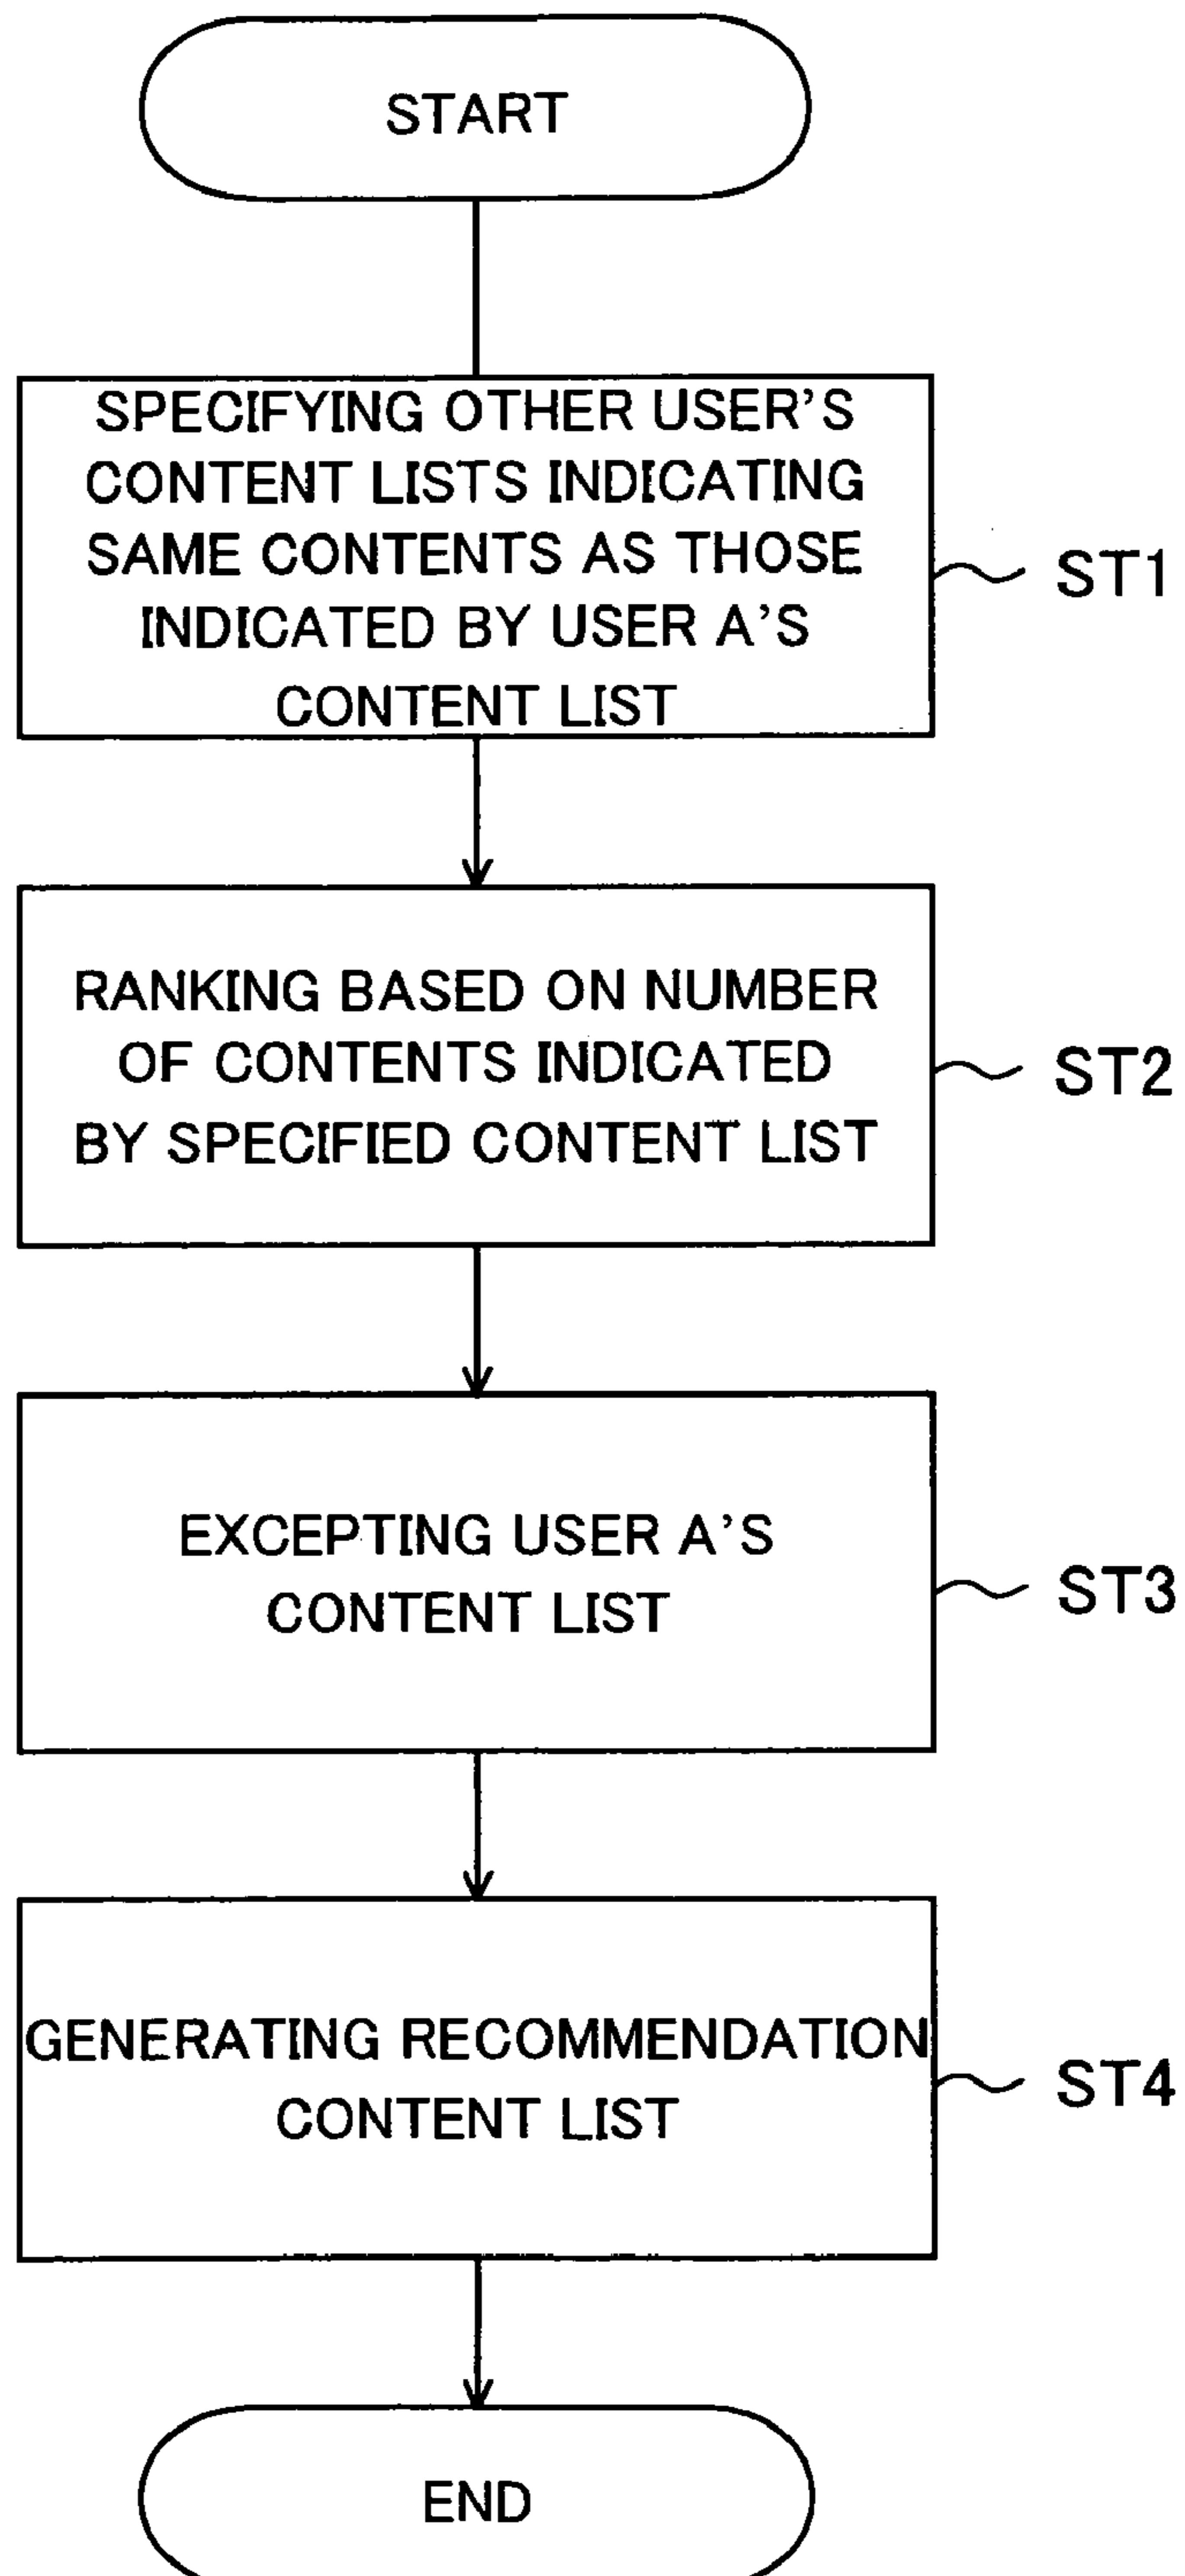 START
SPECIFYING OTHER USER’S
CONTENT LISTS INDICATING
SAME CONTENTS AS THOSE
INDICATED BY USER A’S
CONTENT LIST
ST1
RANKING BASED ON NUMBER
OF CONTENTS INDICATED
BY SPECIFIED CONTENT LIST
ST2
EXCEPTING USER A’S
CONTENT LIST
ST3
GENERATING RECOMMENDATION
CONTENT LIST
ST4
END